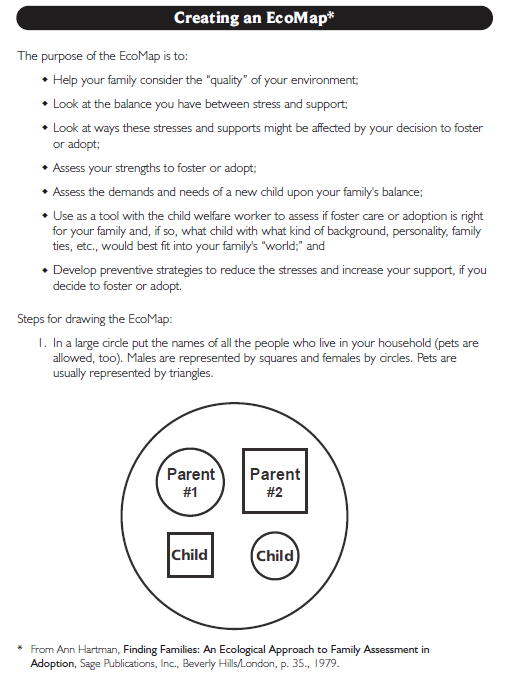 Creating an EcoMap*
The purpose of the EcoMap is to:
◆ Help your family consider the "quality" of your environment;
◆ Look at the balance you have between stress and support;
◆ Look at ways these stresses and supports might be affected by your decision to foster
or adopt;
◆ Assess your strengths to foster or adopt;
◆ Assess the demands and needs of a new child upon your family's balance;
◆ Use as a tool with the child welfare worker to assess if foster care or adoption is right
for your family and, if so, what child with what kind of background, personality, family
ties, etc., would best fit into your family's "world;" and
◆ Develop preventive strategies to reduce the stresses and increase your support, if you
decide to foster or adopt.
Steps for drawing the EcoMap:
1. In a large circle put the names of all the people who live in your household (pets are
allowed, too). Males are represented by squares and females by circles. Pets are
usually represented by triangles.
Parent
#1
Parent
#2
Child
Child
* From Ann Hartman, Finding Families: An Ecological Approach to Family Assessment in
Adoption, Sage Publications, Inc., Beverly Hills/London, p. 35., 1979.